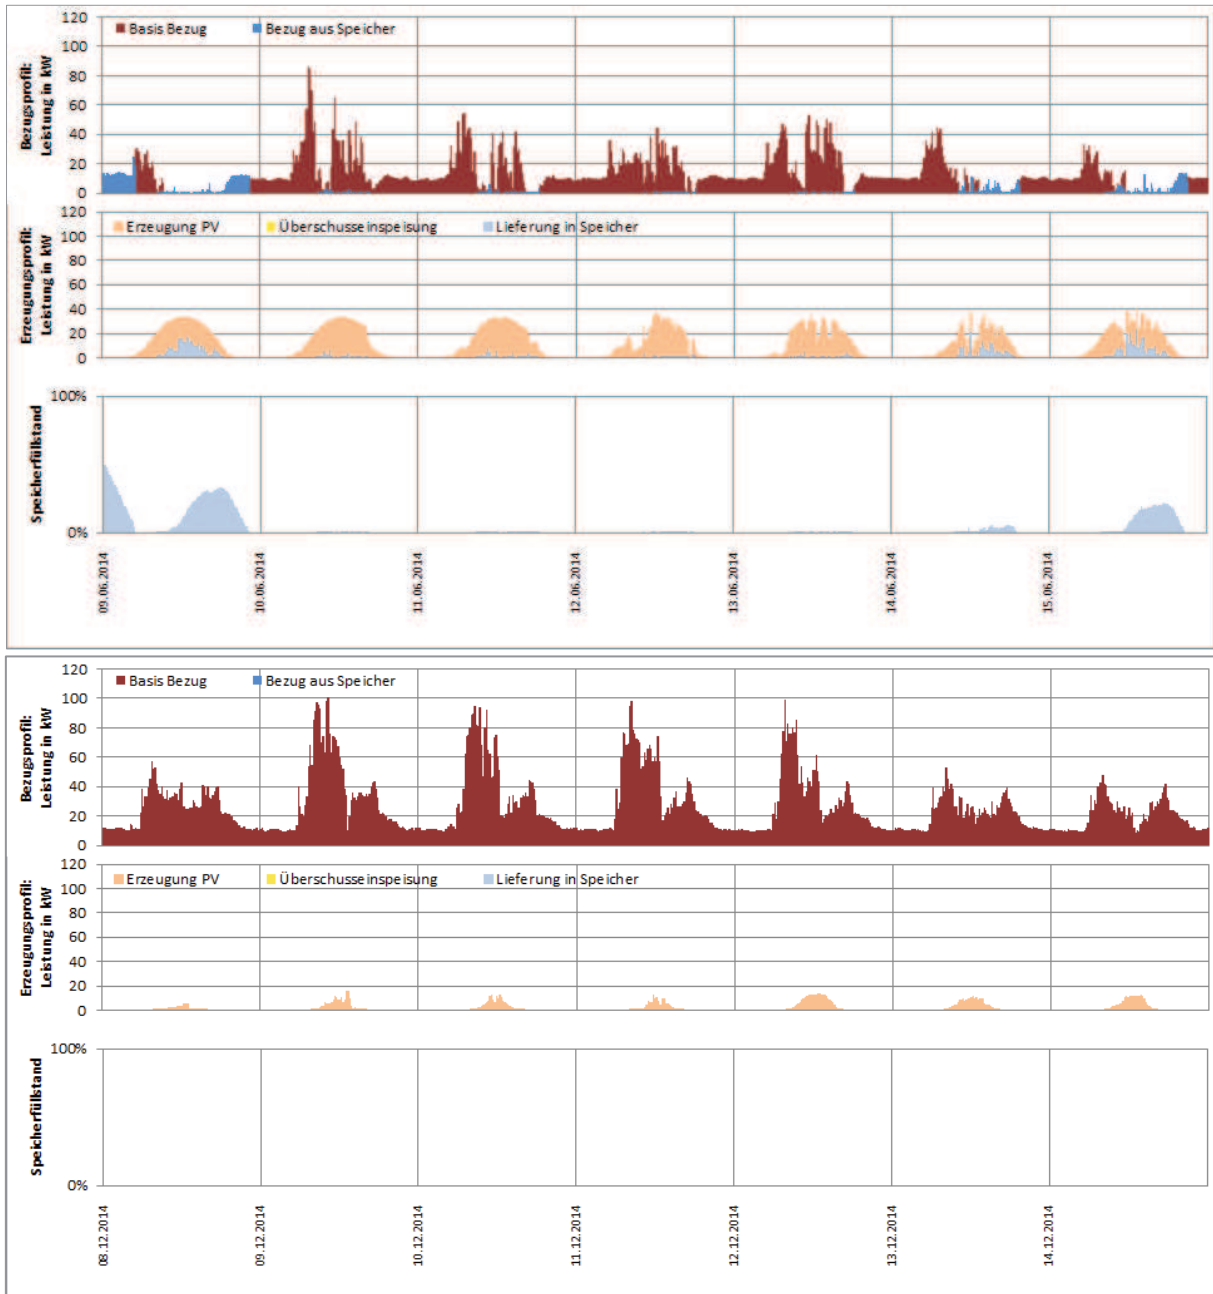 Bezugsprofil:
Leistung in kW
120
100
80
60
40
20
0
Basis Bezug
Bezug aus Speicher
Erzeugungsprofil:
Leistung in kW
120
100
80
60
40
20
0
Erzeugung PV
Überschusseinspeisung
Lieferung in Speicher
Speicherfüllstand
100%
0%
09.06.2014
10.06.2014
11.06.2014
12.06.2014
13.06.2014
14.06.2014
15.06.2014
Bezugsprofil:
Leistung in kW
120
100
80
60
40
20
0
Basis Bezug
Bezug aus Speicher
Erzeugungsprofil:
Leistung in kW
120
100
80
60
40
20
0
Erzeugung PV
Überschusseinspeisung
Lieferung in Speicher
Speicherfüllstand
100%
0%
08.12.2014
09.12.2014
10.12.2014
11.12.2014
12.12.2014
13.12.2014
14.12.2014